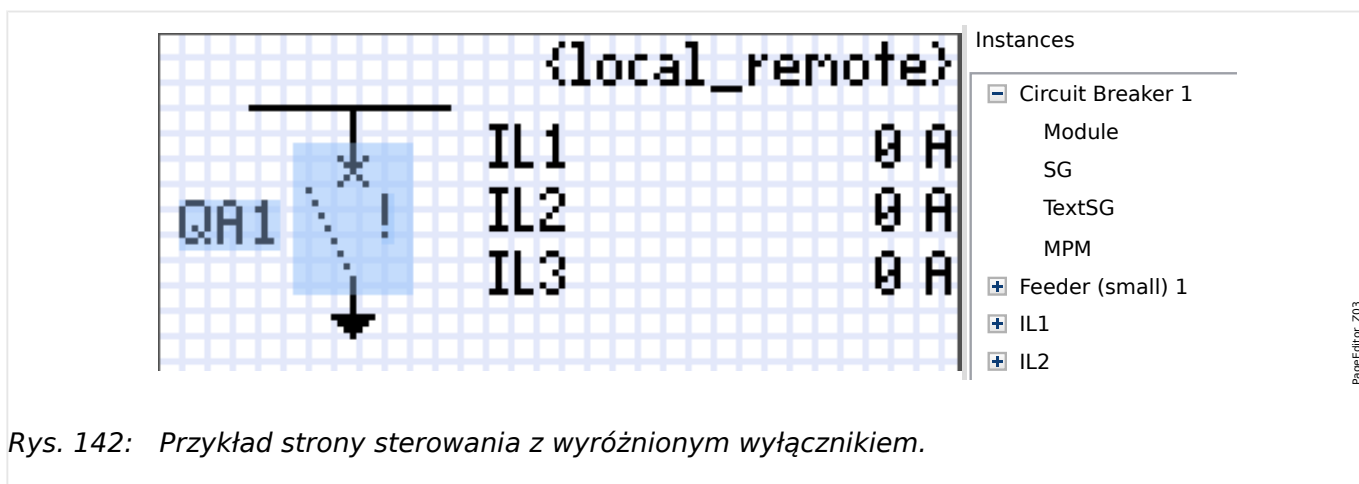 {local_remote}
IL1 0 A
QA1 ! IL2 0 A
IL3 0 A
Instances
Circuit Breaker 1
Module
SG
TextSG
MPM
Feeder (small) 1
IL1
IL2
PageEditor_Z03
Rys. 142: Przykład strony sterowania z wyróżnionym wyłącznikiem.